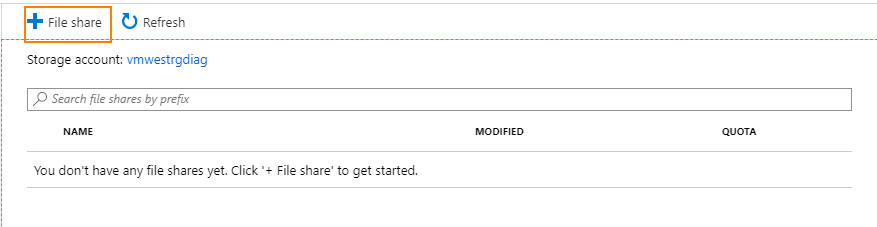 File share Refresh
Storage account: vmwestrgdiag
Search file shares by prefix
NAME MODIFIED QUOTA
You don't have any file shares yet. Click '+ File share' to get started.